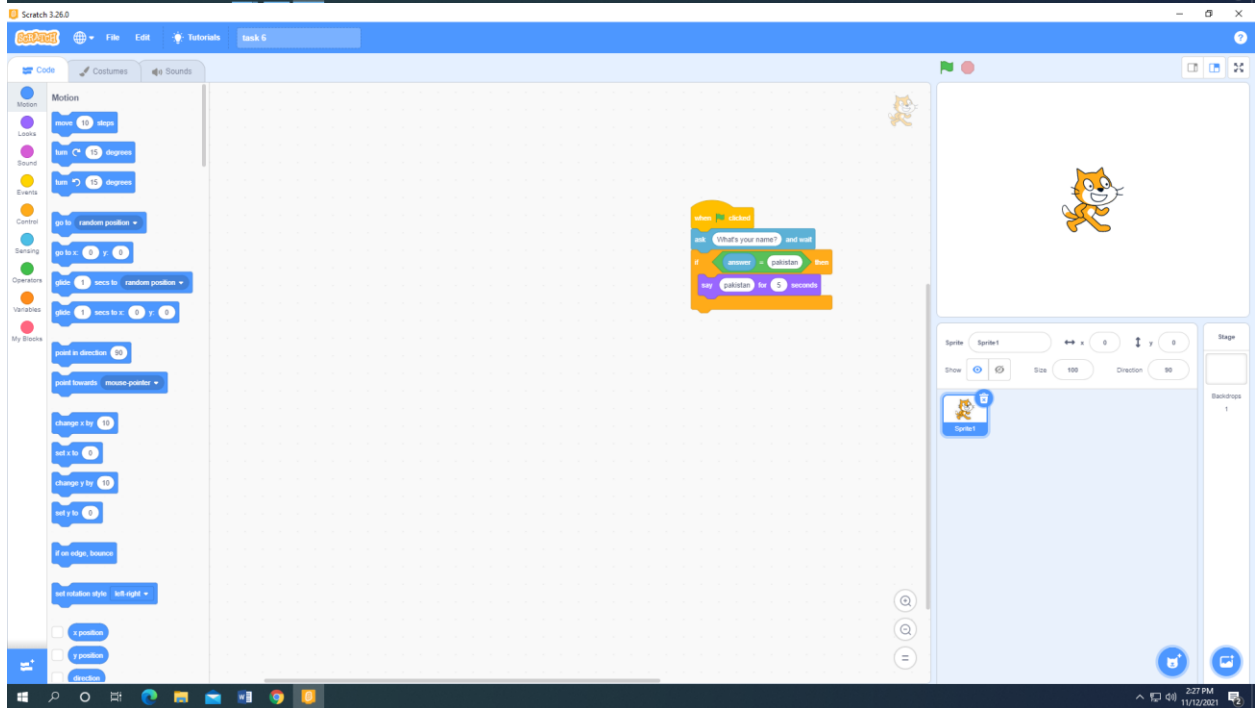 Scratch 3.26.0
SCRATCH File Edit Tutorials task 6
Code Costumes Sounds
Motion
Looks
Sound
Events
Control
Sensing
Operators
Variables
My Blocks
Motion
move 10 steps
turn 15 degrees
turn 15 degrees
go to random position
go to x: 0 y: 0
glide 1 secs to random position
glide 1 secs to x: 0 y: 0
point in direction 90
point towards mouse-pointer
change x by 10
set x to 0
change y by 10
set y to 0
if on edge, bounce
set rotation style left-right
x position
y position
direction
when clicked
ask What's your name? and wait
if answer = pakistan then
say pakistan for 5 seconds
Sprite Sprite1 x 0 y 0
Show Size 100 Direction 90
Sprite1
Stage
Backdrops
1
2:27 PM
11/12/2021
2